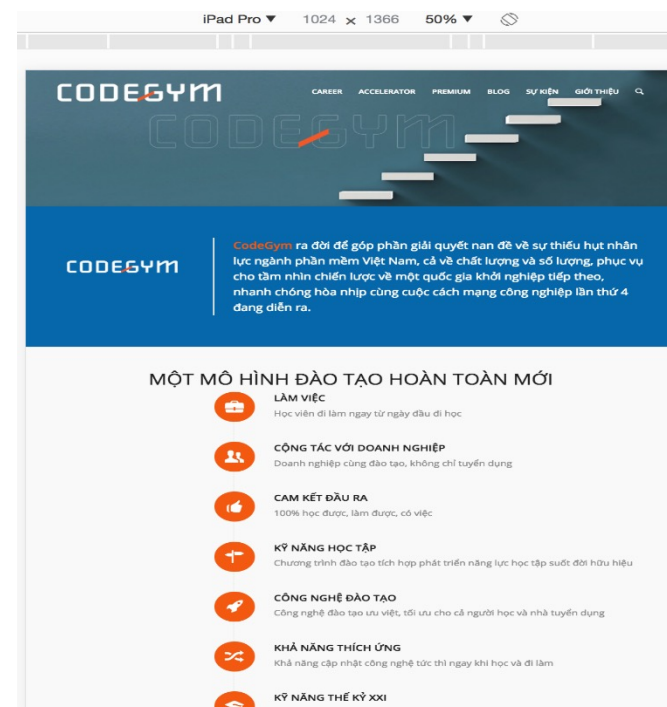 iPad Pro ▼ 1024 x 1366 50% ▼
CODEGYM
CAREER ACCELERATOR PREMIUM BLOG SỰ KIỆN GIỚI THIỆU
CODEGYM
CODEGYM
CodeGym ra đời để góp phần giải quyết nan đề về sự thiếu hụt nhân
lực ngành phần mềm Việt Nam, cả về chất lượng và số lượng, phục vụ
cho tầm nhìn chiến lược về một quốc gia khởi nghiệp tiếp theo,
nhanh chóng hòa nhịp cùng cuộc cách mạng công nghiệp lần thứ 4
đang diễn ra.
MỘT MÔ HÌNH ĐÀO TẠO HOÀN TOÀN MỚI
LÀM VIỆC
Học viên đi làm ngay từ ngày đầu đi học
CỘNG TÁC VỚI DOANH NGHIỆP
Doanh nghiệp cùng đào tạo, không chỉ tuyển dụng
CAM KẾT ĐẦU RA
100% học được, làm được, có việc
KỸ NĂNG HỌC TẬP
Chương trình đào tạo tích hợp phát triển năng lực học tập suốt đời hữu hiệu
CÔNG NGHỆ ĐÀO TẠO
Công nghệ đào tạo ưu việt, tối ưu cho cả người học và nhà tuyển dụng
KHẢ NĂNG THÍCH ỨNG
Khả năng cập nhật công nghệ tức thì ngay khi học và đi làm
KỸ NĂNG THẾ KỶ XXI